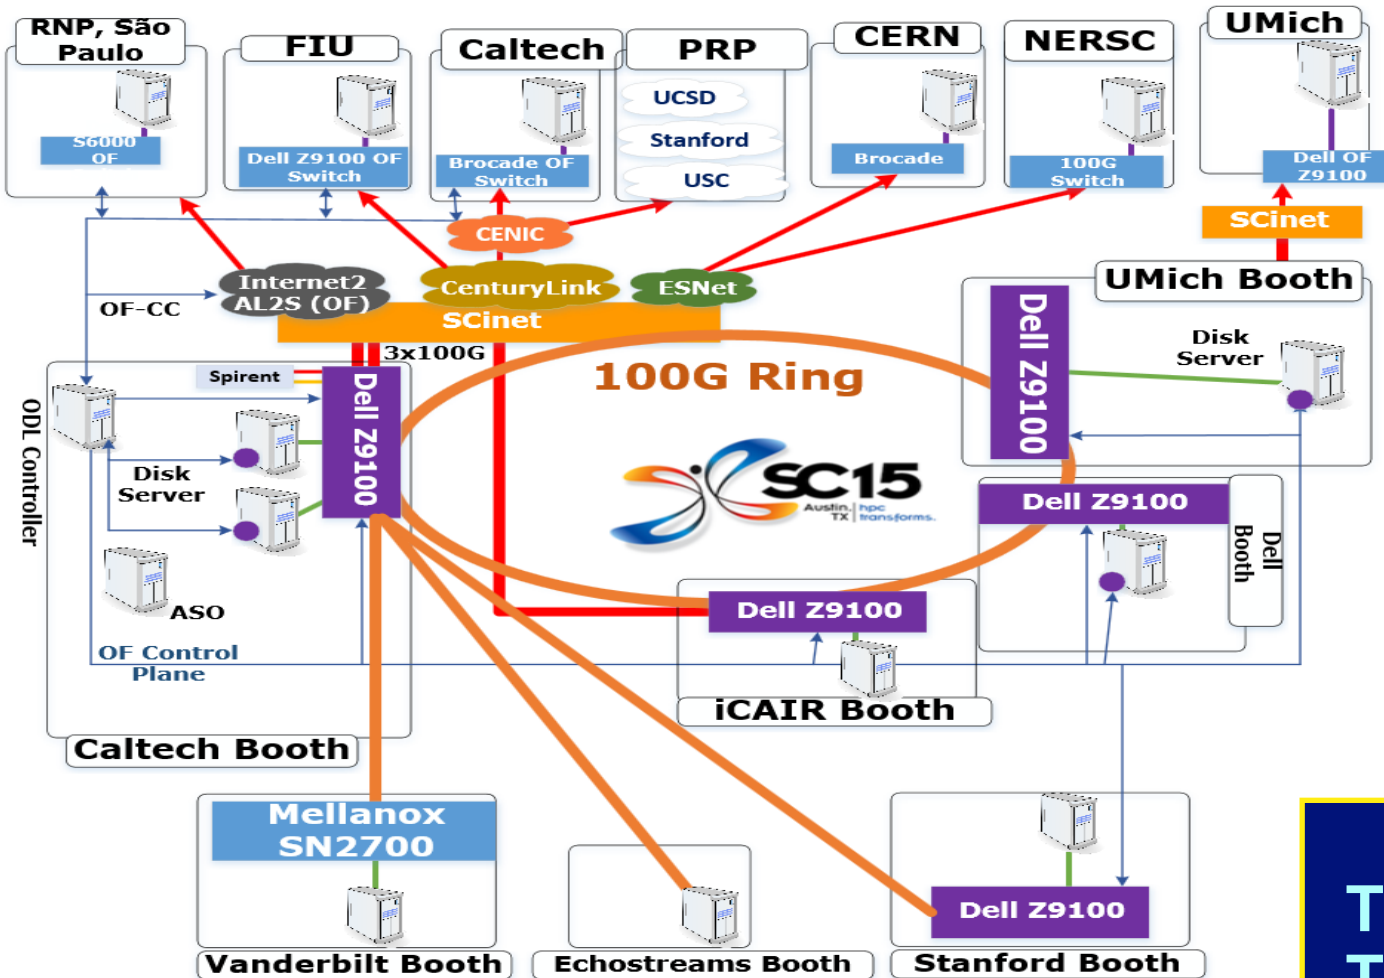 RNP, São
Paulo
FIU
Caltech
PRP
CERN
NERSC
UMich
UCSD
Stanford
USC
S6000
OF
Dell Z9100 OF
Switch
Brocade OF
Switch
Brocade
100G
Switch
Dell OF
Z9100
SCinet
CENIC
Internet2
AL2S (OF)
CenturyLink
ESNet
OF-CC
SCinet
3x100G
UMich Booth
Dell Z9100
Disk
Server
100G Ring
Spirent
Dell Z9100
ODL Controller
Disk
Server
ASO
OF Control
Plane
Caltech Booth
SC15
Austin,
TX
hpc
transforms.
Dell Z9100
Dell
Booth
Dell Z9100
iCAIR Booth
Mellanox
SN2700
Vanderbilt Booth
Echostreams Booth
Dell Z9100
Stanford Booth
T